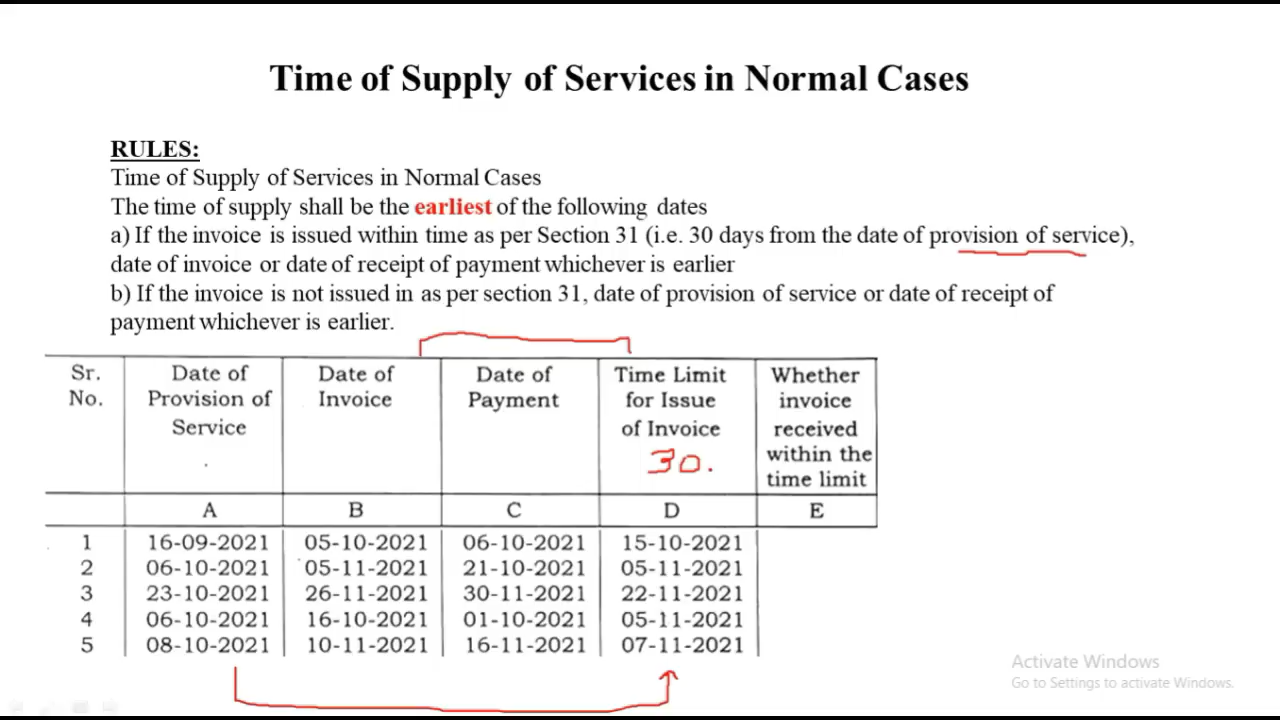 Time of Supply of Services in Normal Cases
RULES:
Time of Supply of Services in Normal Cases
The time of supply shall be the earliest of the following dates
a) If the invoice is issued within time as per Section 31 (i.e. 30 days from the date of provision of service),
date of invoice or date of receipt of payment whichever is earlier
b) If the invoice is not issued in as per section 31, date of provision of service or date of receipt of
payment whichever is earlier.
Sr. No. Date of Provision of Service Date of Invoice Date of Payment Time Limit for Issue of Invoice 30. Whether invoice received within the time limit
A B C D E
1 16-09-2021 05-10-2021 06-10-2021 15-10-2021
2 06-10-2021 05-11-2021 21-10-2021 05-11-2021
3 23-10-2021 26-11-2021 30-11-2021 22-11-2021
4 06-10-2021 16-10-2021 01-10-2021 05-11-2021
5 08-10-2021 10-11-2021 16-11-2021 07-11-2021
Activate Windows
Go to Settings to activate Windows.